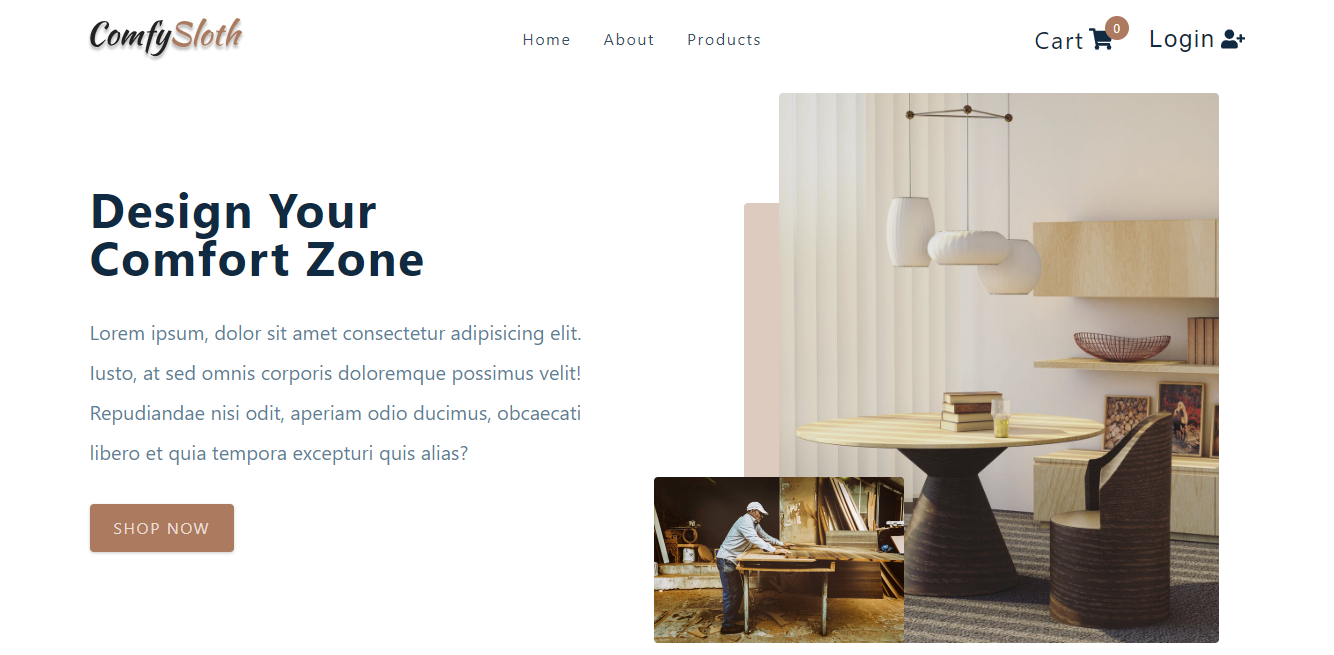 ComfySloth
Home About Products
Cart 0 Login
Design Your
Comfort Zone
Lorem ipsum, dolor sit amet consectetur adipisicing elit.
Iusto, at sed omnis corporis doloremque possimus velit!
Repudiandae nisi odit, aperiam odio ducimus, obcaecati
libero et quia tempora excepturi quis alias?
SHOP NOW